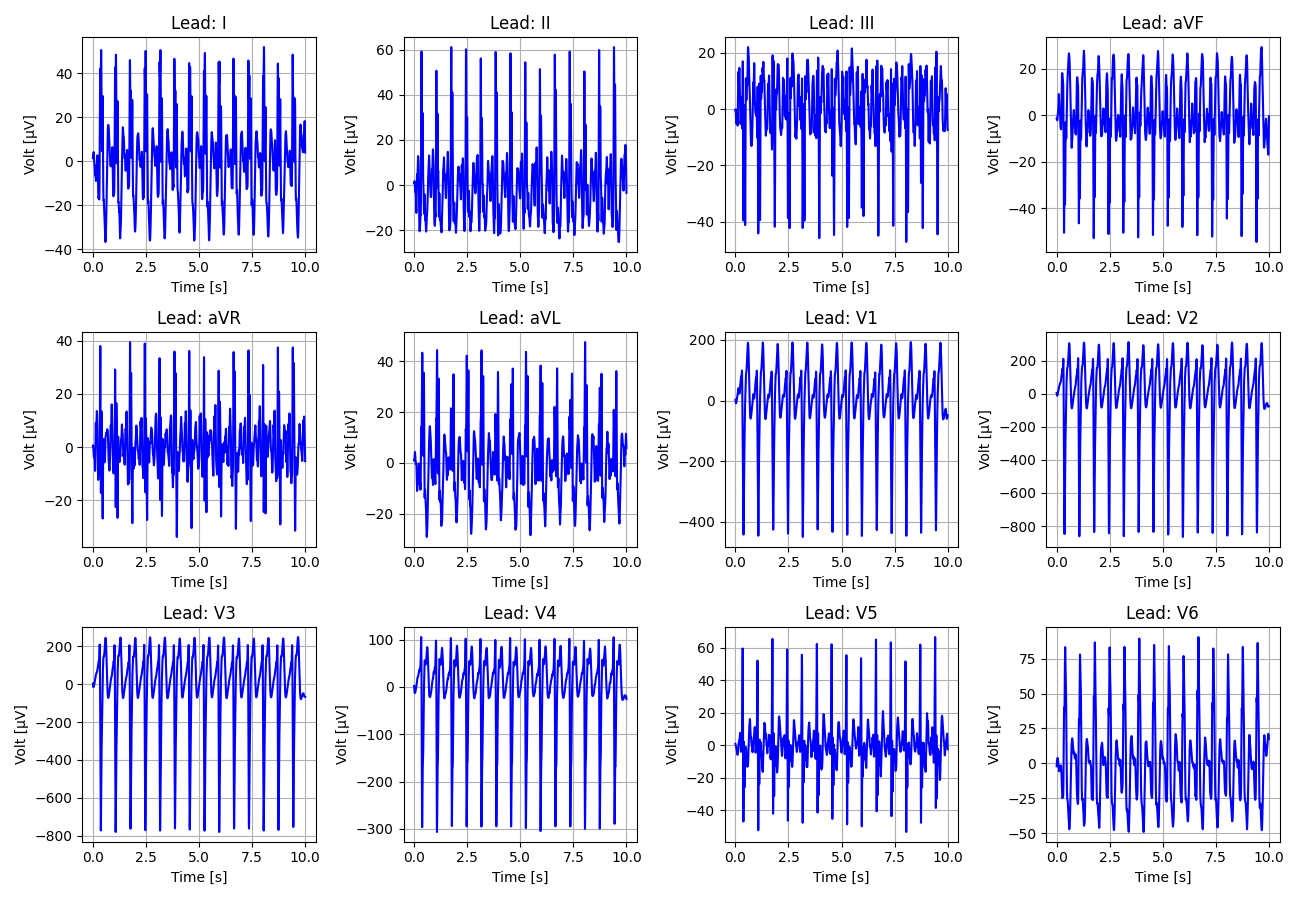 Lead: I
Volt [µV]
40
20
0
−20
−40
0.0 2.5 5.0 7.5 10.0
Time [s]
Lead: II
Volt [µV]
60
40
20
0
−20
0.0 2.5 5.0 7.5 10.0
Time [s]
Lead: III
Volt [µV]
20
0
−20
−40
0.0 2.5 5.0 7.5 10.0
Time [s]
Lead: aVF
Volt [µV]
20
0
−20
−40
0.0 2.5 5.0 7.5 10.0
Time [s]
Lead: aVR
Volt [µV]
40
20
0
−20
0.0 2.5 5.0 7.5 10.0
Time [s]
Lead: aVL
Volt [µV]
40
20
0
−20
0.0 2.5 5.0 7.5 10.0
Time [s]
Lead: V1
Volt [µV]
200
0
−200
−400
0.0 2.5 5.0 7.5 10.0
Time [s]
Lead: V2
Volt [µV]
200
0
−200
−400
−600
−800
0.0 2.5 5.0 7.5 10.0
Time [s]
Lead: V3
Volt [µV]
200
0
−200
−400
−600
−800
0.0 2.5 5.0 7.5 10.0
Time [s]
Lead: V4
Volt [µV]
100
0
−100
−200
−300
0.0 2.5 5.0 7.5 10.0
Time [s]
Lead: V5
Volt [µV]
60
40
20
0
−20
−40
0.0 2.5 5.0 7.5 10.0
Time [s]
Lead: V6
Volt [µV]
75
50
25
0
−25
−50
0.0 2.5 5.0 7.5 10.0
Time [s]